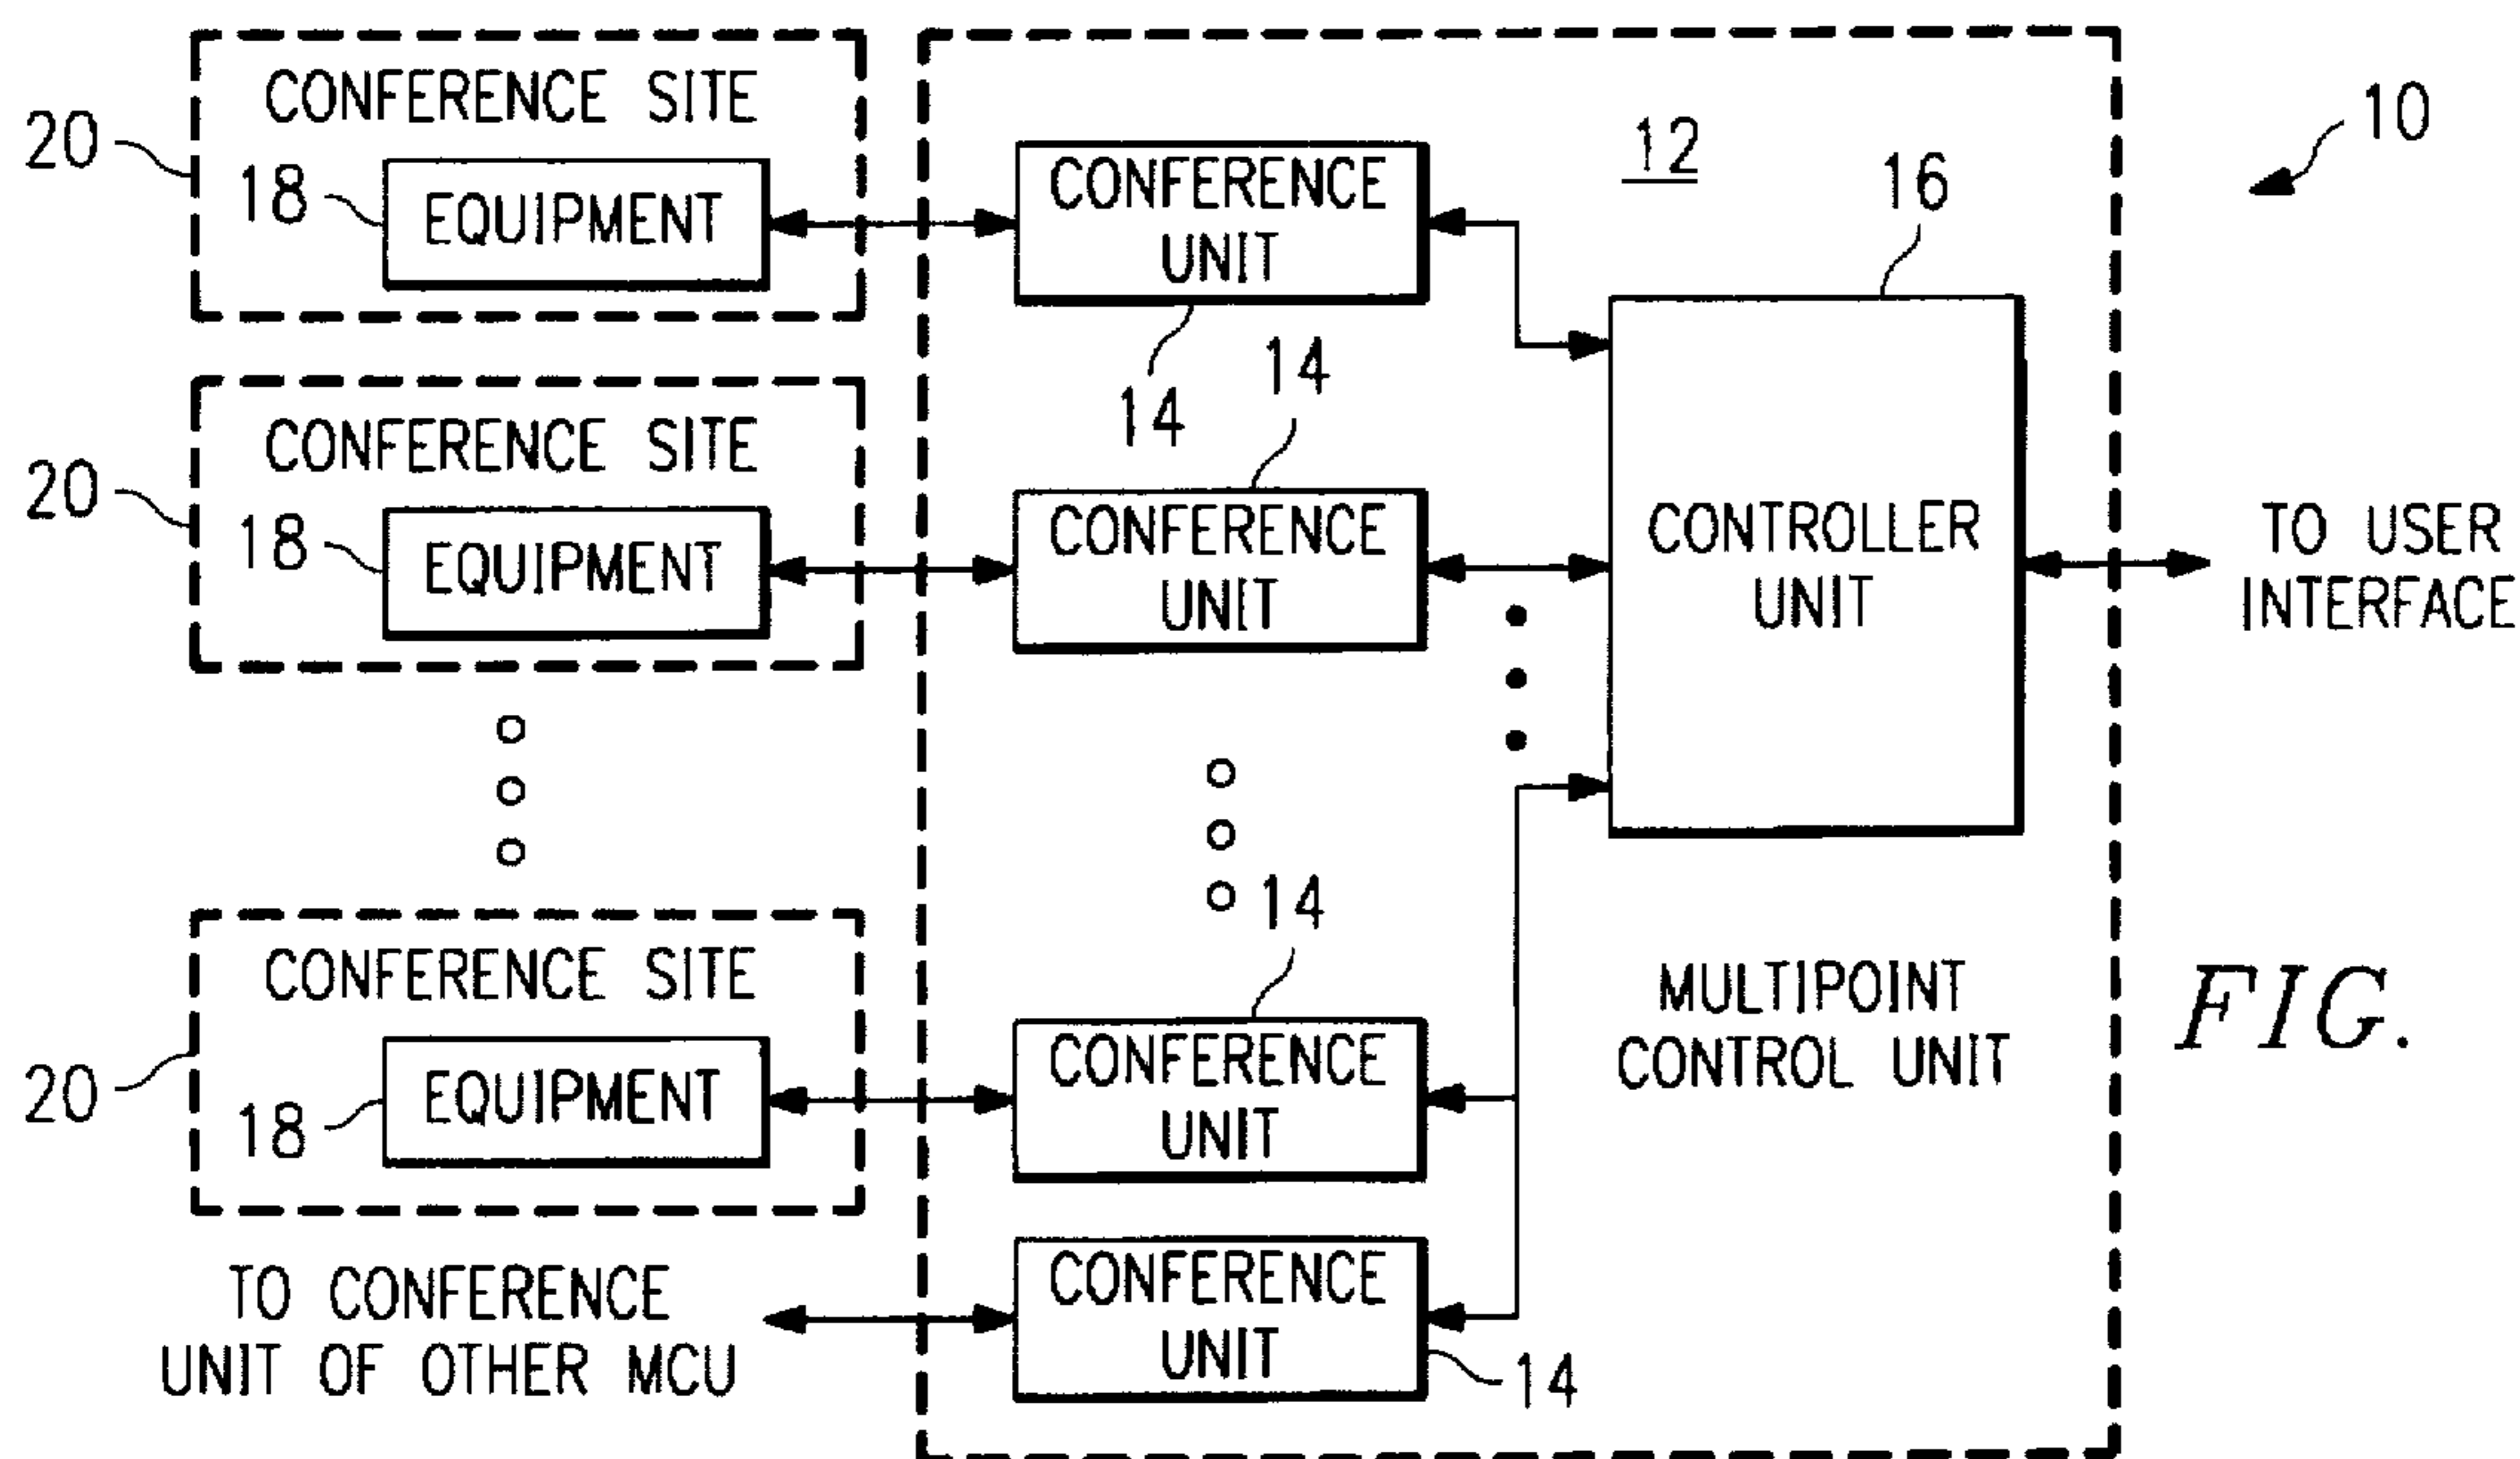 CONFERENCE SITE
20
18
EQUIPMENT
CONFERENCE
UNIT
14
12
16
10
CONFERENCE SITE
20
18
EQUIPMENT
14
CONFERENCE
UNIT
CONTROLLER
UNIT
TO USER
INTERFACE
CONFERENCE SITE
20
18
EQUIPMENT
14
CONFERENCE
UNIT
MULTIPOINT
CONTROL UNIT
FIG.
TO CONFERENCE
UNIT OF OTHER MCU
CONFERENCE
UNIT
14